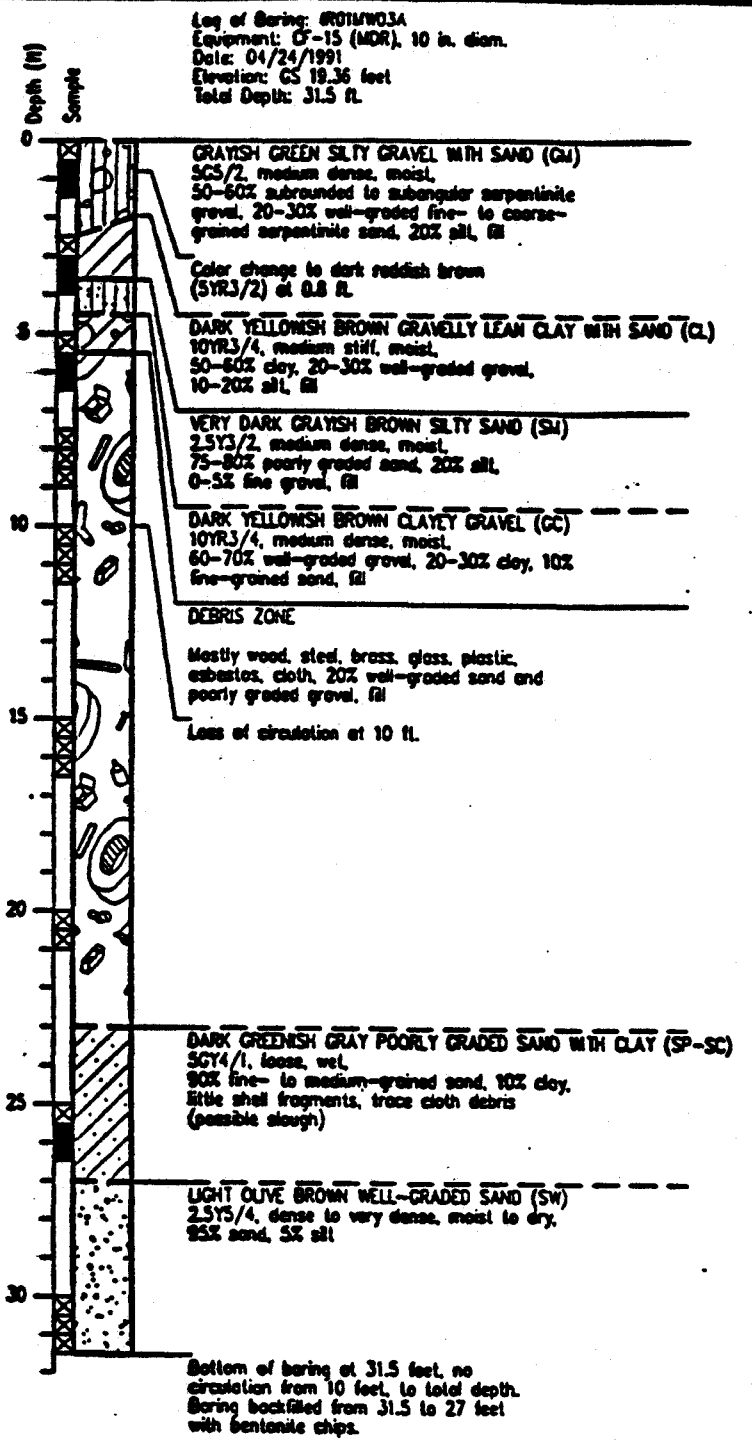 Log of Boring: IR01MW03A
Equipment: CF-15 (MDR), 10 in. diam.
Date: 04/24/1991
Elevation: GS 19.36 feet
Total Depth: 31.5 ft.
Depth (ft)
Sample
0
GRAYISH GREEN SILTY GRAVEL WITH SAND (GM)
5G5/2, medium dense, moist,
50-60% subrounded to subangular serpentinite
gravel, 20-30% well-graded fine- to coarse-
grained serpentinite sand, 20% silt, fill
Color change to dark reddish brown
(5YR3/2) at 0.8 ft.
5
DARK YELLOWISH BROWN GRAVELLY LEAN CLAY WITH SAND (CL)
10YR3/4, medium stiff, moist,
50-60% clay, 20-30% well-graded gravel,
10-20% silt, fill
VERY DARK GRAYISH BROWN SILTY SAND (SM)
2.5Y3/2, medium dense, moist,
75-80% poorly graded sand, 20% silt,
0-5% fine gravel, fill
10
DARK YELLOWISH BROWN CLAYEY GRAVEL (GC)
10YR3/4, medium dense, moist,
60-70% well-graded gravel, 20-30% clay, 10%
fine-grained sand, fill
DEBRIS ZONE
Mostly wood, steel, brass, glass, plastic,
asbestos, cloth, 20% well-graded sand and
poorly graded gravel, fill
15
Loss of circulation at 10 ft.
20
DARK GREENISH GRAY POORLY GRADED SAND WITH CLAY (SP-SC)
5GY4/1, loose, wet,
90% fine- to medium-grained sand, 10% clay,
little shell fragments, trace cloth debris
(possible slough)
25
LIGHT OLIVE BROWN WELL-GRADED SAND (SW)
2.5Y5/4, dense to very dense, moist to dry,
95% sand, 5% silt
30
Bottom of boring at 31.5 feet, no
circulation from 10 feet, to total depth.
Boring backfilled from 31.5 to 27 feet
with bentonite chips.